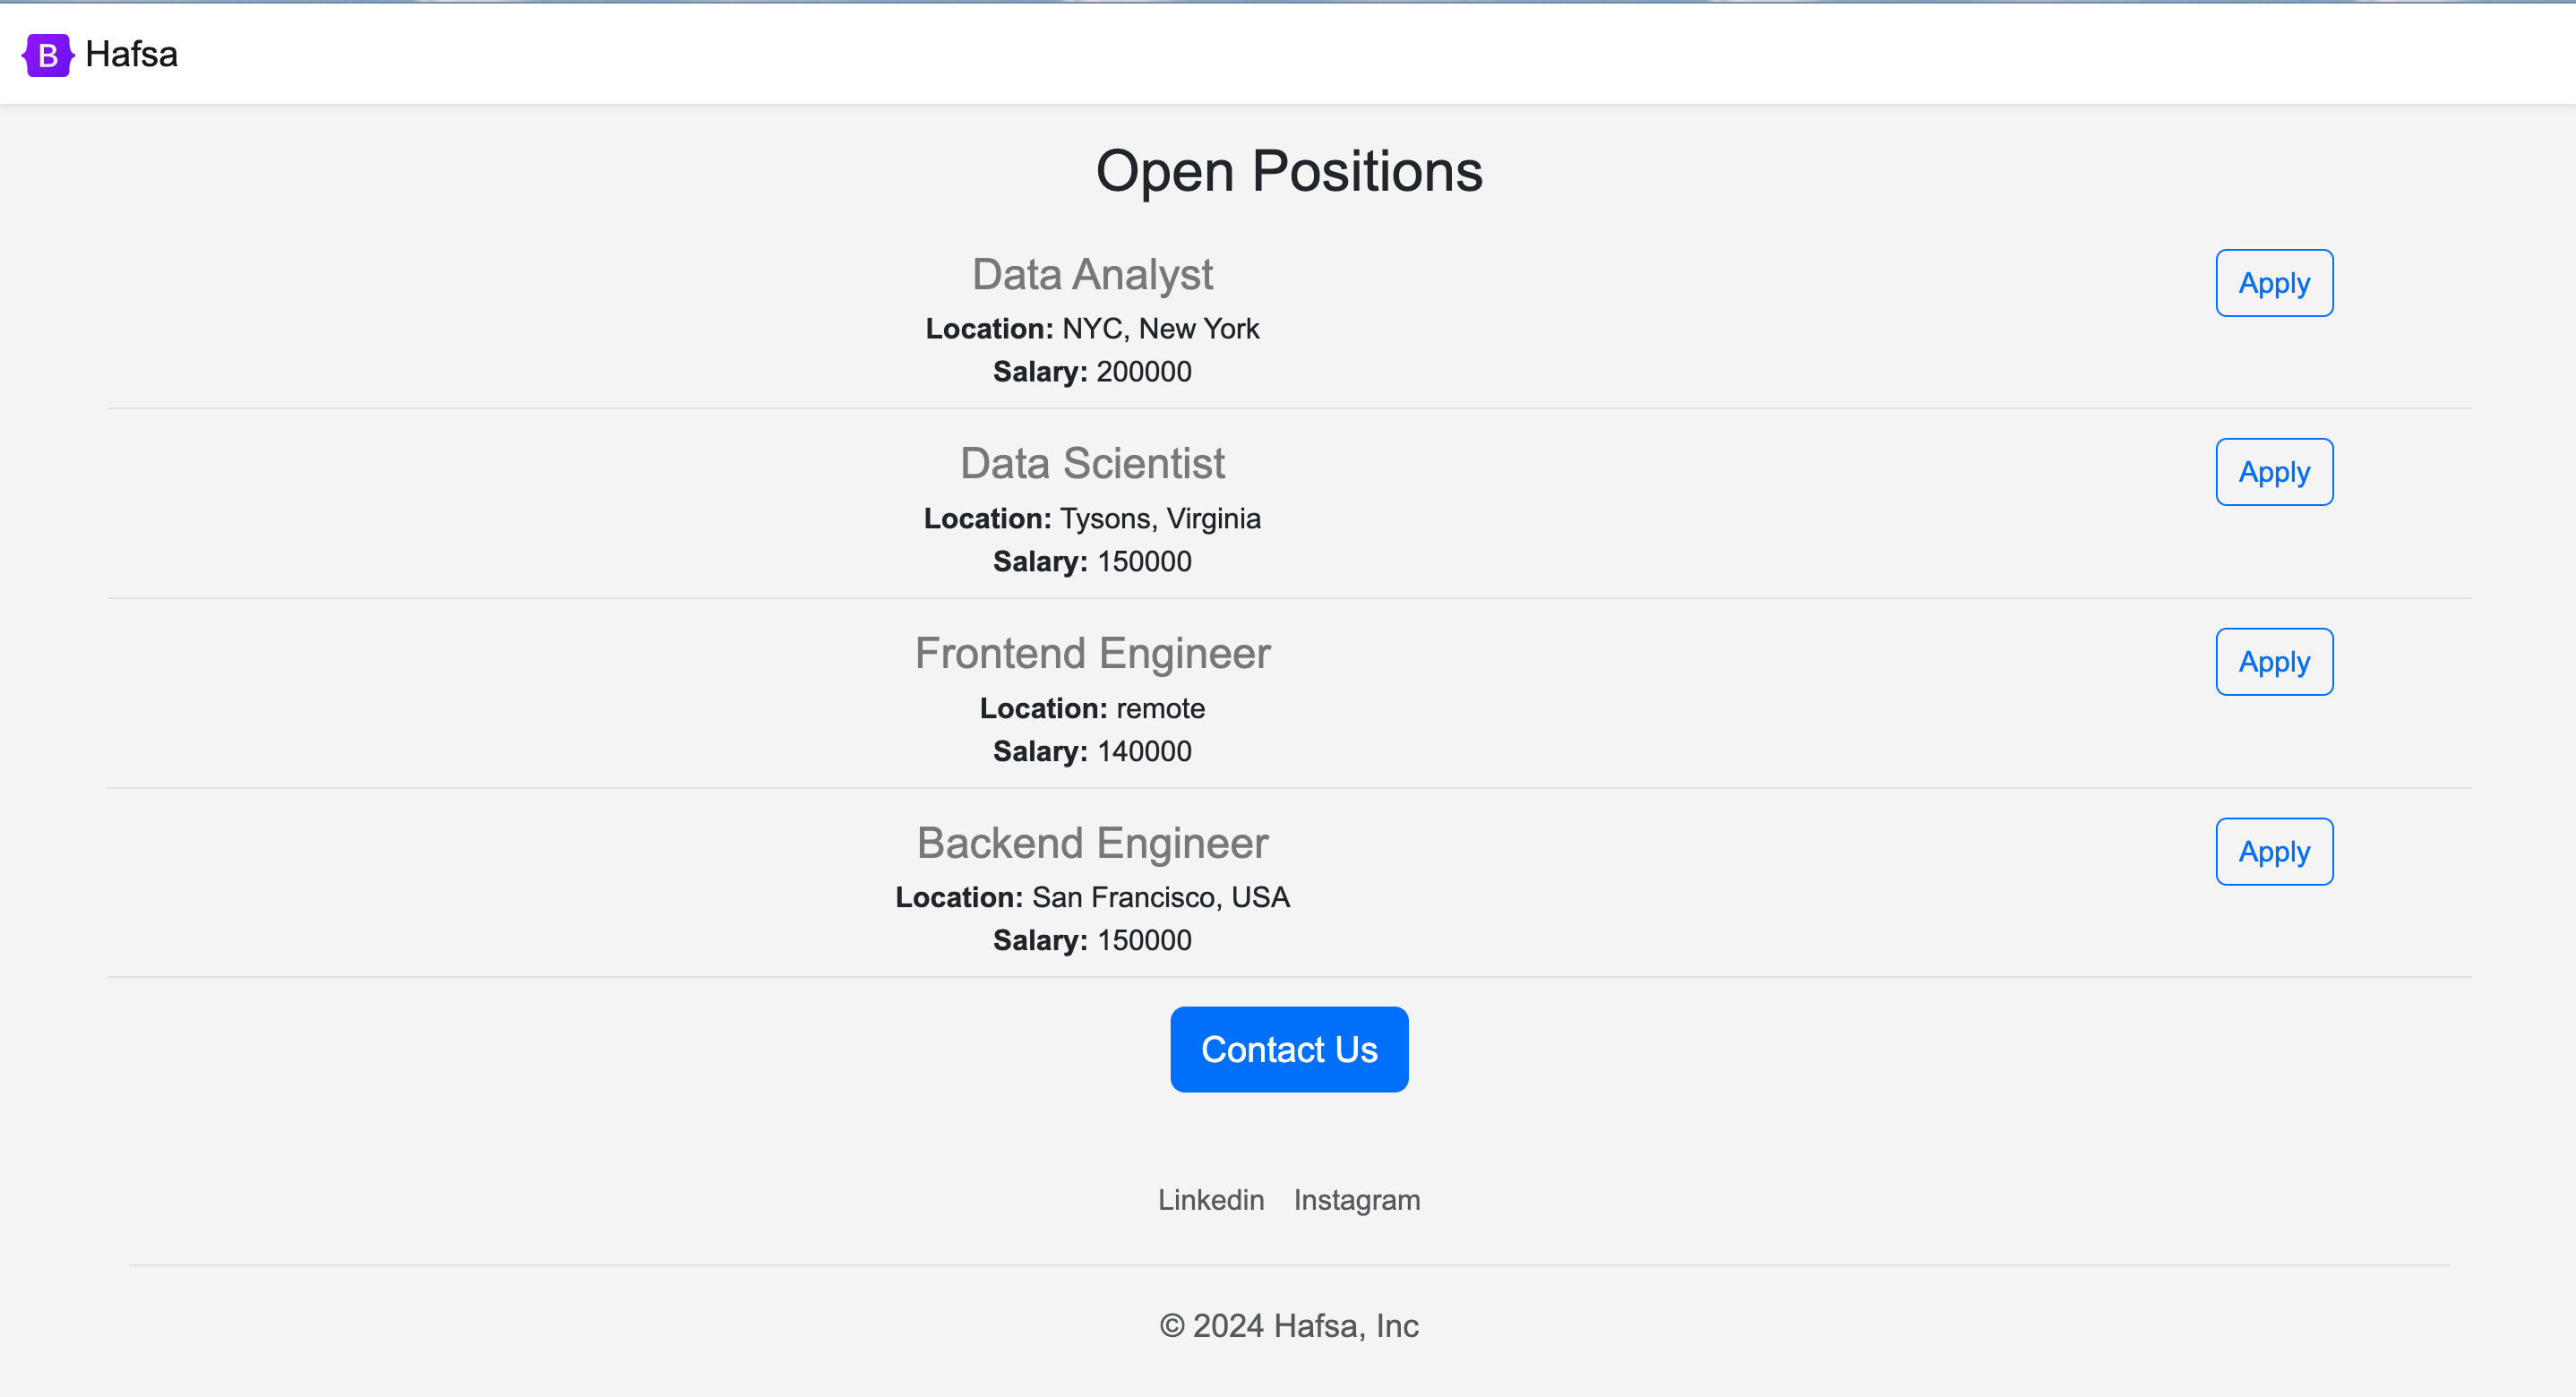 B Hafsa
Open Positions
Data Analyst
Apply
Location: NYC, New York
Salary: 200000
Data Scientist
Apply
Location: Tysons, Virginia
Salary: 150000
Frontend Engineer
Apply
Location: remote
Salary: 140000
Backend Engineer
Apply
Location: San Francisco, USA
Salary: 150000
Contact Us
Linkedin Instagram
© 2024 Hafsa, Inc